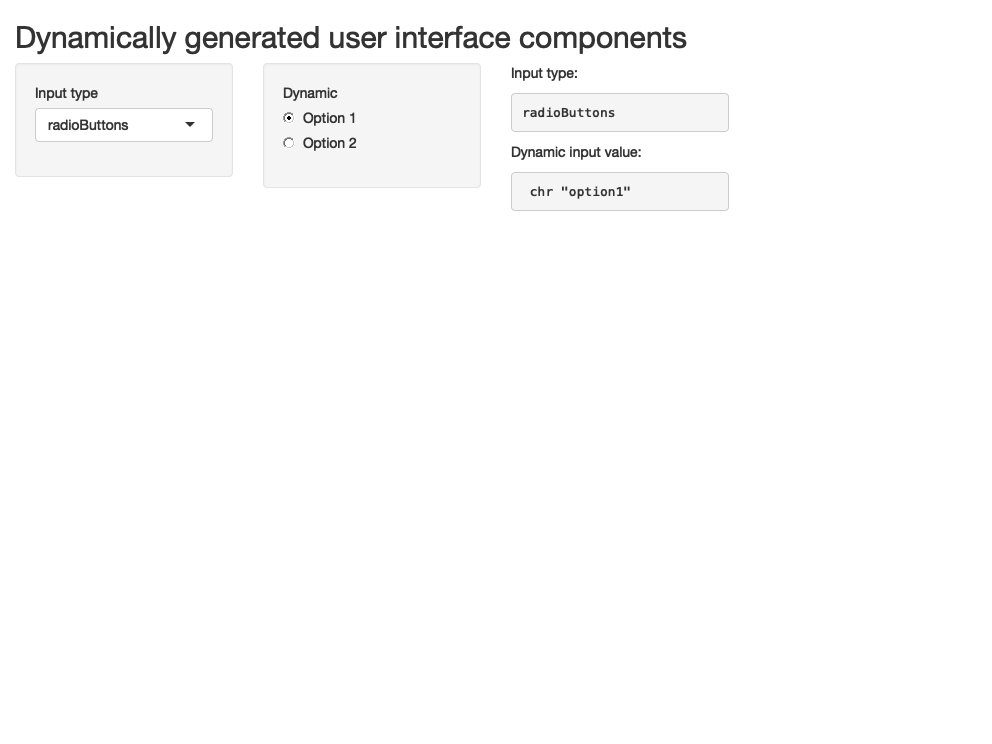 Dynamically generated user interface components
Input type
radioButtons
Dynamic
Option 1
Option 2
Input type:
radioButtons
Dynamic input value:
chr "option1"